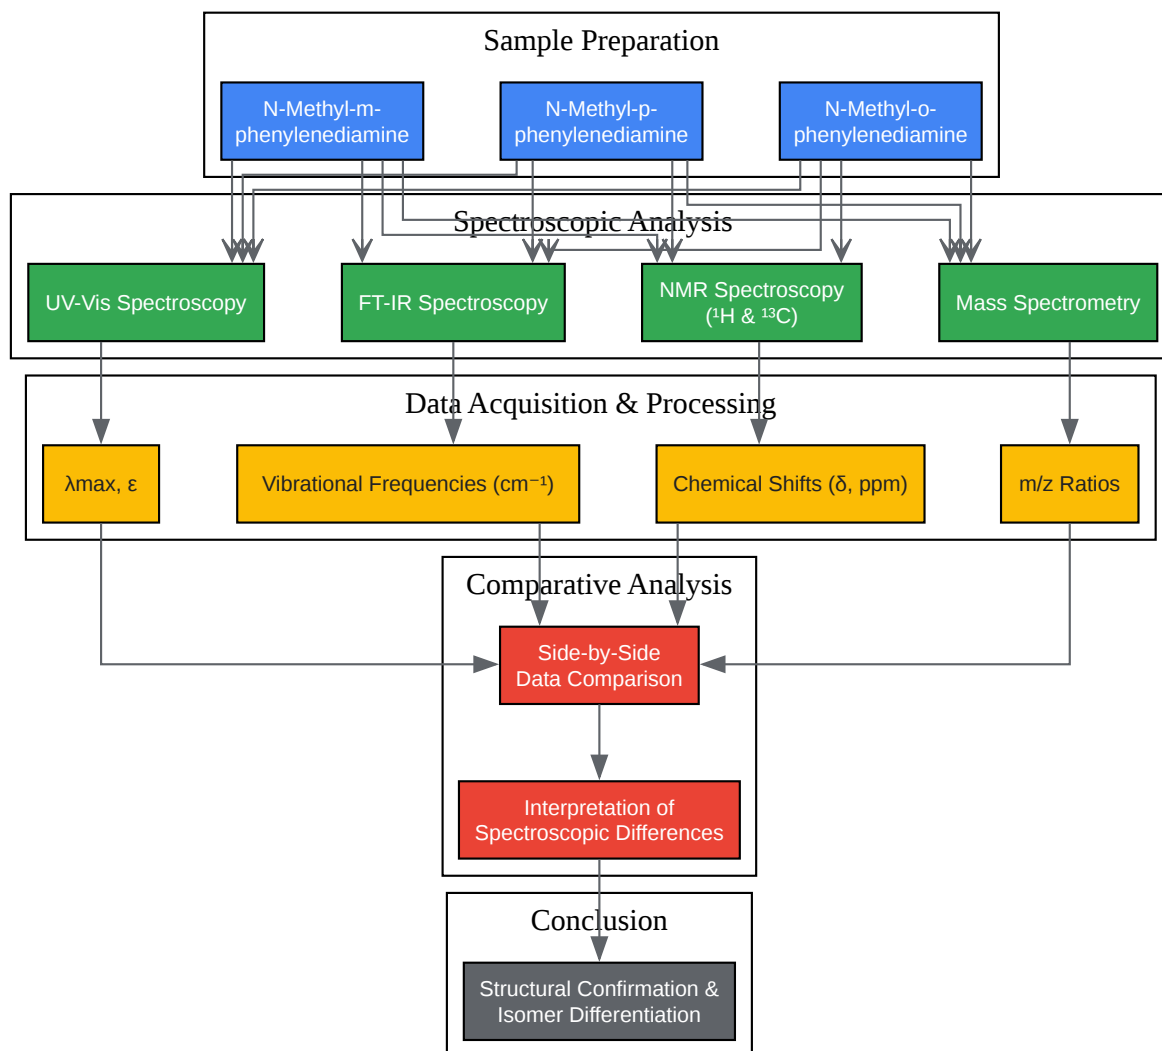 Sample Preparation
N-Methyl-m-
phenylenediamine
N-Methyl-p-
phenylenediamine
N-Methyl-o-
phenylenediamine
Spectroscopic Analysis
UV-Vis Spectroscopy
FT-IR Spectroscopy
NMR Spectroscopy
(¹H & ¹³C)
Mass Spectrometry
Data Acquisition & Processing
λmax, ε
Vibrational Frequencies (cm⁻¹)
Chemical Shifts (δ, ppm)
m/z Ratios
Comparative Analysis
Side-by-Side
Data Comparison
Interpretation of
Spectroscopic Differences
Conclusion
Structural Confirmation &
Isomer Differentiation